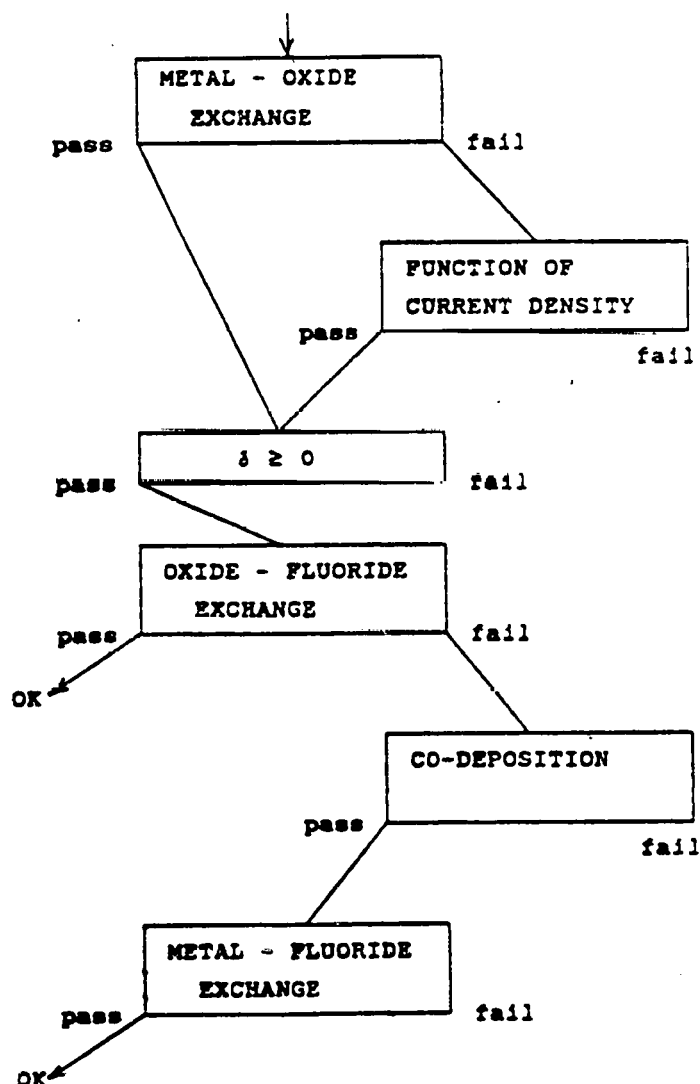 METAL - OXIDE
EXCHANGE
pass
fail
FUNCTION OF
CURRENT DENSITY
pass
fail
δ ≥ 0
pass
fail
OXIDE - FLUORIDE
EXCHANGE
pass
fail
OK
CO-DEPOSITION
pass
fail
METAL - FLUORIDE
EXCHANGE
pass
fail
OK